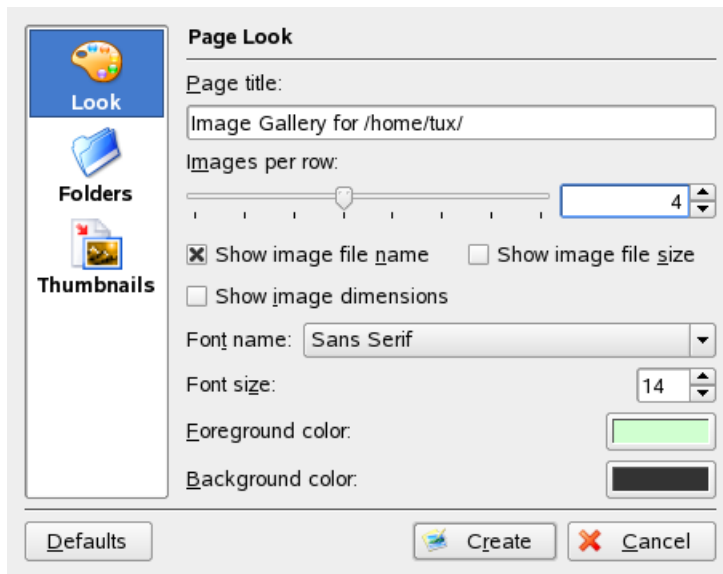 Look
Folders
Thumbnails
Page Look
Page title:
Image Gallery for /home/tux/
Images per row:
4
Show image file name
Show image file size
Show image dimensions
Font name: Sans Serif
Font size: 14
Foreground color:
Background color:
Defaults
Create
Cancel